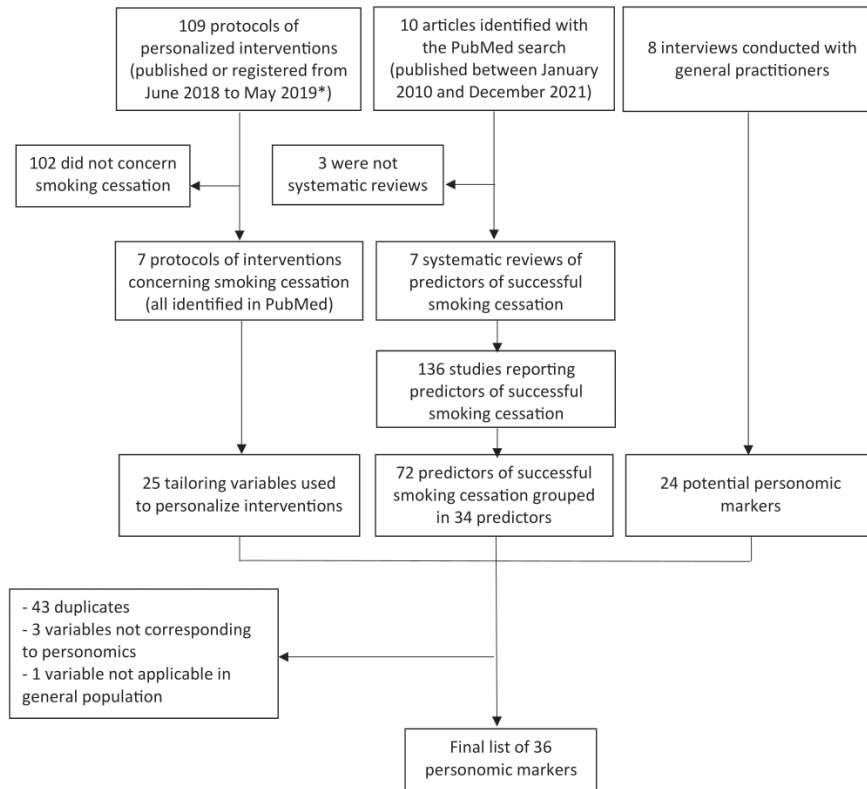 109 protocols of
personalized interventions
(published or registered from
June 2018 to May 2019*)
10 articles identified with
the PubMed search
(published between January
2010 and December 2021)
8 interviews conducted with
general practitioners
102 did not concern
smoking cessation
3 were not
systematic reviews
7 protocols of interventions
concerning smoking cessation
(all identified in PubMed)
7 systematic reviews of
predictors of successful
smoking cessation
136 studies reporting
predictors of successful
smoking cessation
25 tailoring variables used
to personalize interventions
72 predictors of successful
smoking cessation grouped
in 34 predictors
24 potential personomic
markers
- 43 duplicates
- 3 variables not corresponding
to personomics
- 1 variable not applicable in
general population
Final list of 36
personomic markers